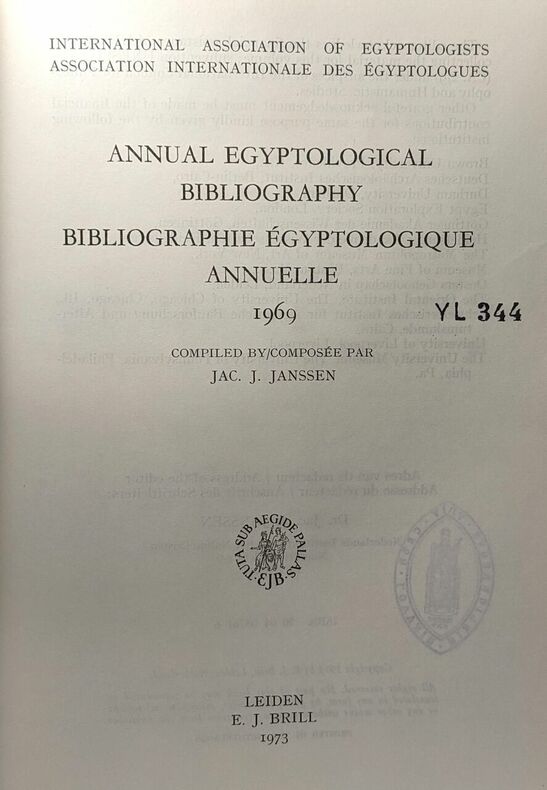 INTERNATIONAL ASSOCIATION OF EGYPTOLOGISTS
ASSOCIATION INTERNATIONALE DES ÉGYPTOLOGUES
ANNUAL EGYPTOLOGICAL
BIBLIOGRAPHY
BIBLIOGRAPHIE ÉGYPTOLOGIQUE
ANNUELLE
1969
YL 344
COMPILED BY/COMPOSÉE PAR
JAC. J. JANSSEN
TUTA SUB AEGIDE PALLAS
EJB
LEIDEN
E. J. BRILL
1973